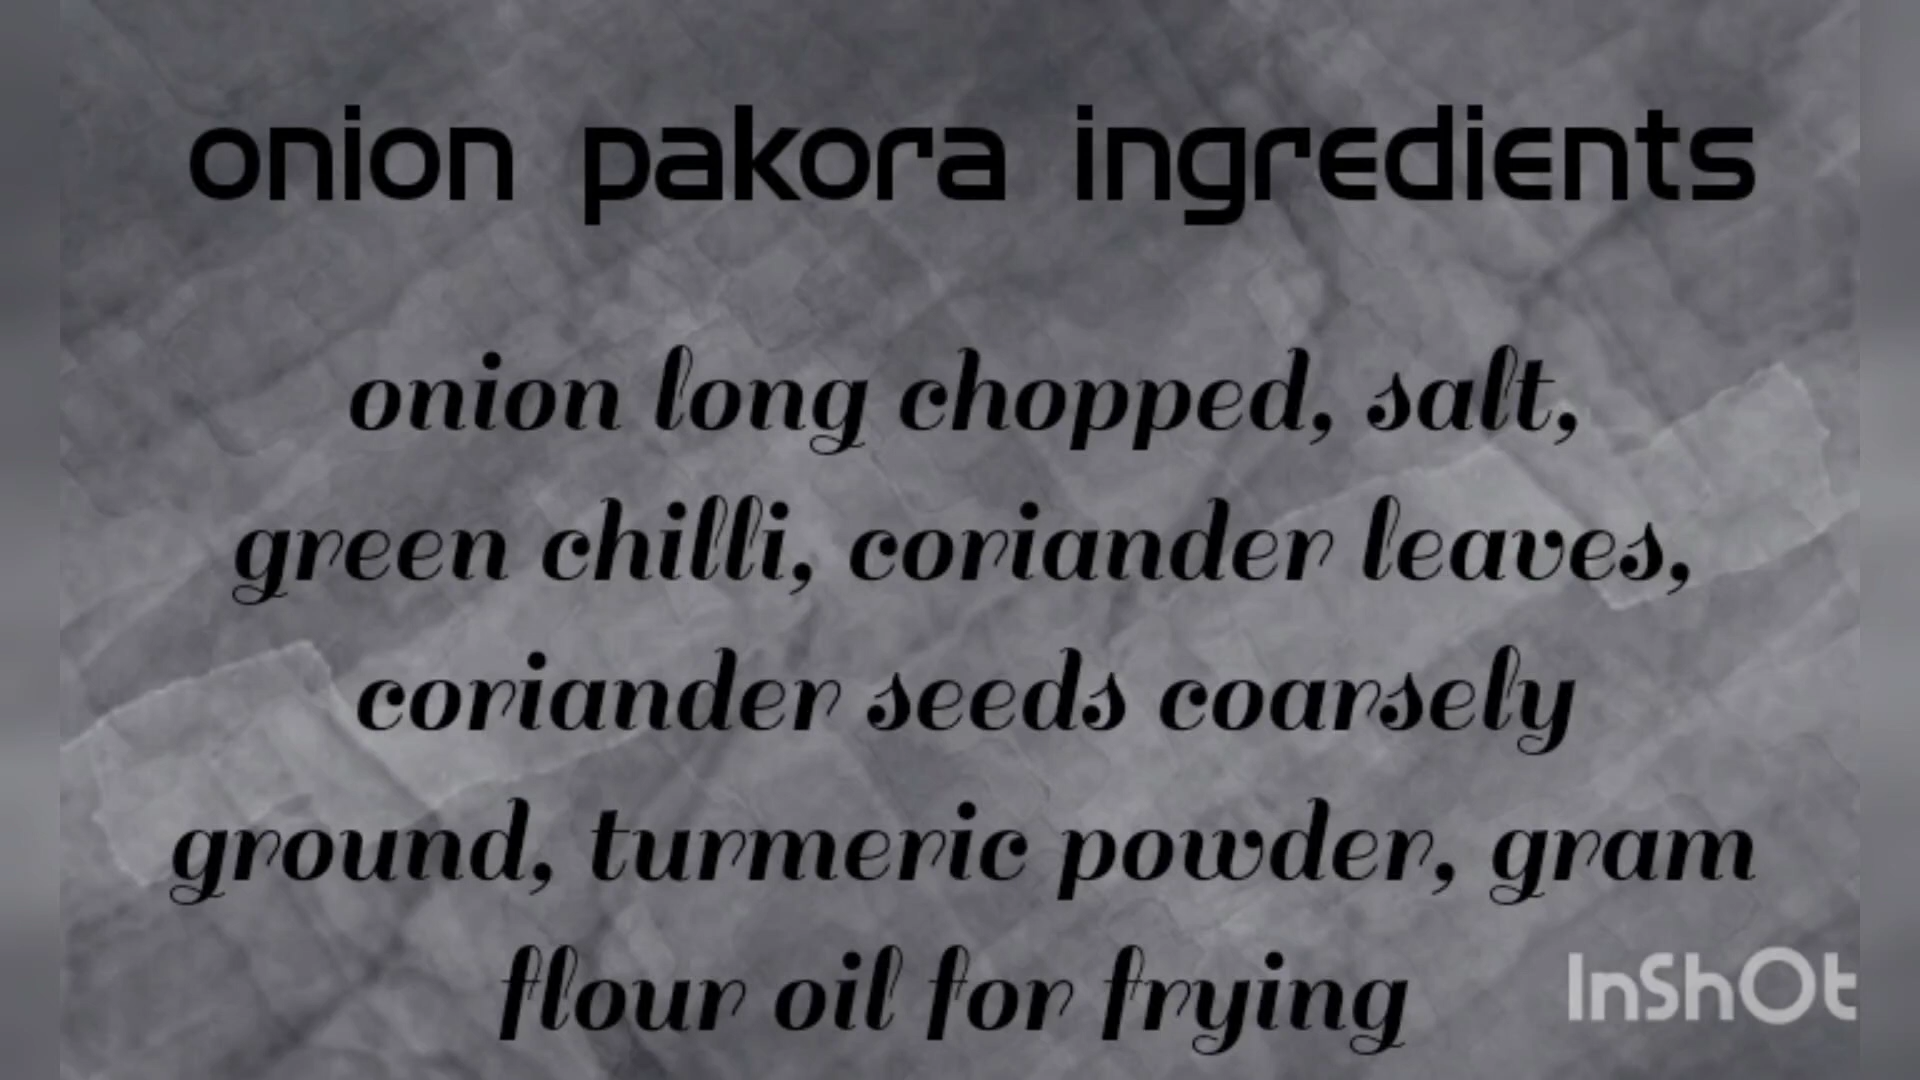 onion pakora ingredients
onion long chopped, salt,
green chilli, coriander leaves,
coriander seeds coarsely
ground, turmeric powder, gram
flour oil for frying
InShOt